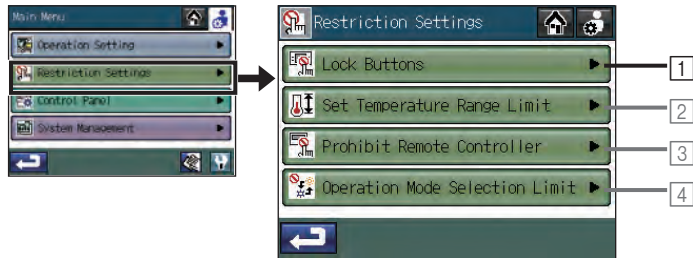 Main Menu
Operation Setting
Restriction Settings
Control Panel
System Management
Restriction Settings
Lock Buttons
Set Temperature Range Limit
Prohibit Remote Controller
Operation Mode Selection Limit
1
2
3
4